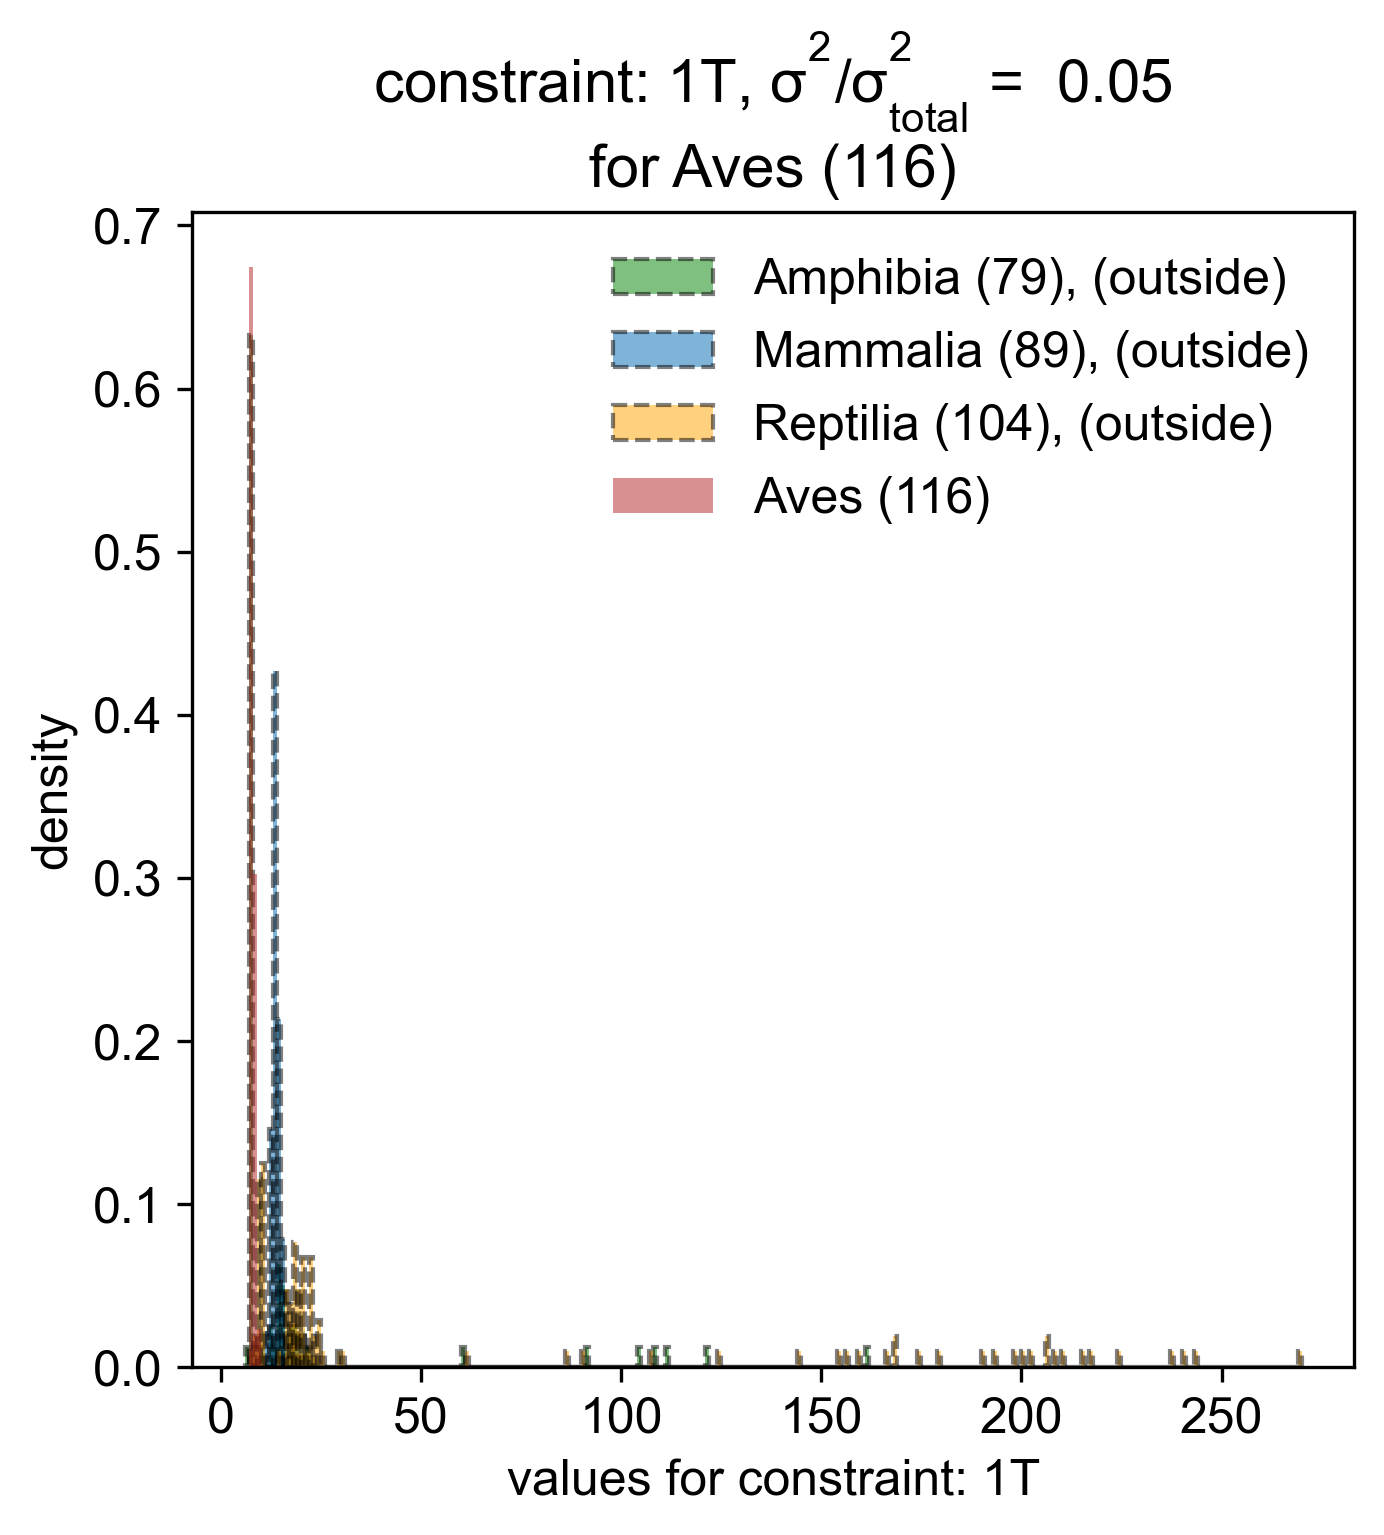 constraint: 1T, σ²/σ²total = 0.05
for Aves (116)
0.7
0.6
0.5
0.4
0.3
0.2
0.1
0.0
density
Amphibia (79), (outside)
Mammalia (89), (outside)
Reptilia (104), (outside)
Aves (116)
0
50
100
150
200
250
values for constraint: 1T